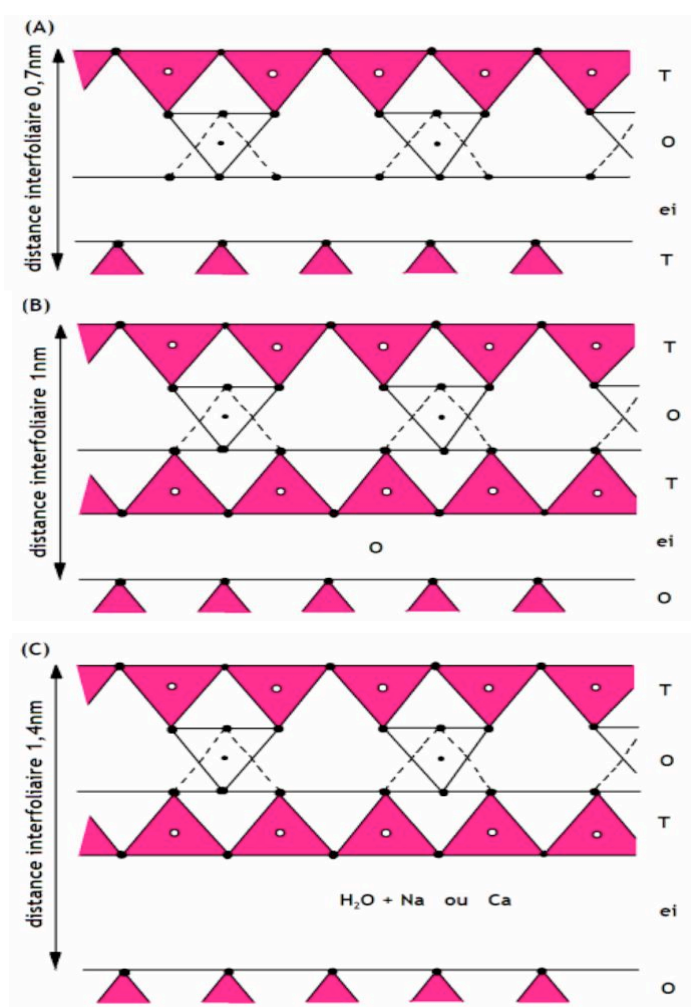 (A)
distance interfoliaire 0,7nm
T
O
ei
T
(B)
distance interfoliaire 1nm
T
O
T
O
ei
O
(C)
distance interfoliaire 1,4nm
T
O
T
H₂O + Na ou Ca
ei
O